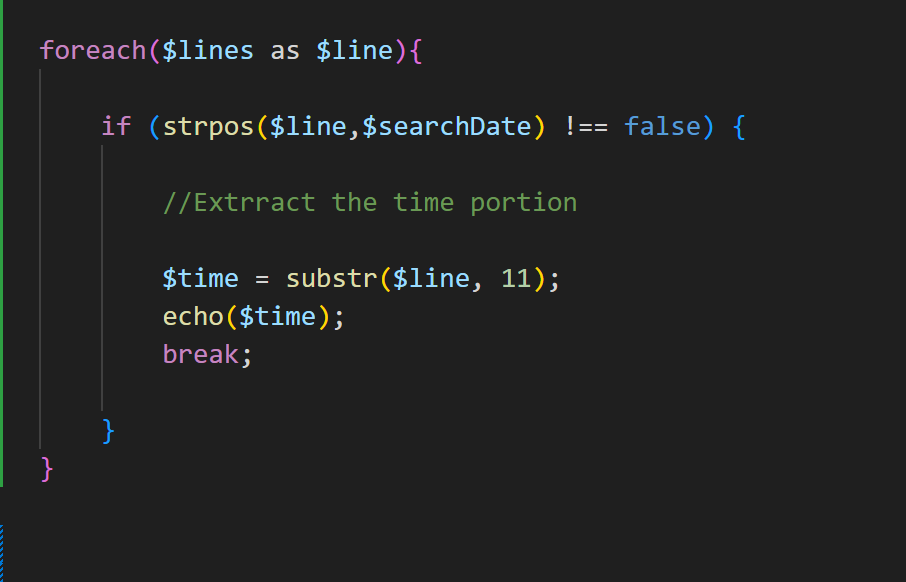 foreach($lines as $line){
if (strpos($line,$searchDate) !== false) {
//Extrract the time portion
$time = substr($line, 11);
echo($time);
break;
}
}